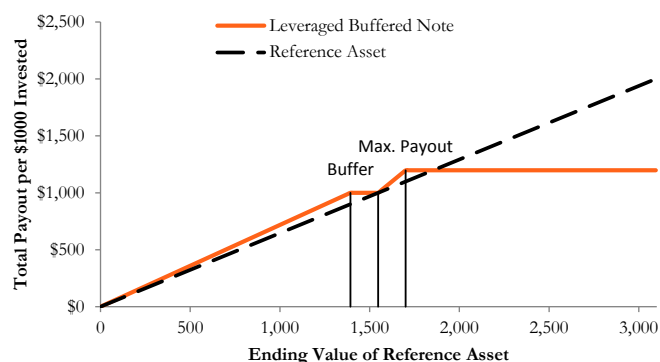 $2,500
Leveraged Buffered Note
Reference Asset
$2,000
$1,500
Max. Payout
Buffer
$1,000
$500
$0
0
500
1,000
1,500
2,000
2,500
3,000
Total Payout per $1000 Invested
Ending Value of Reference Asset